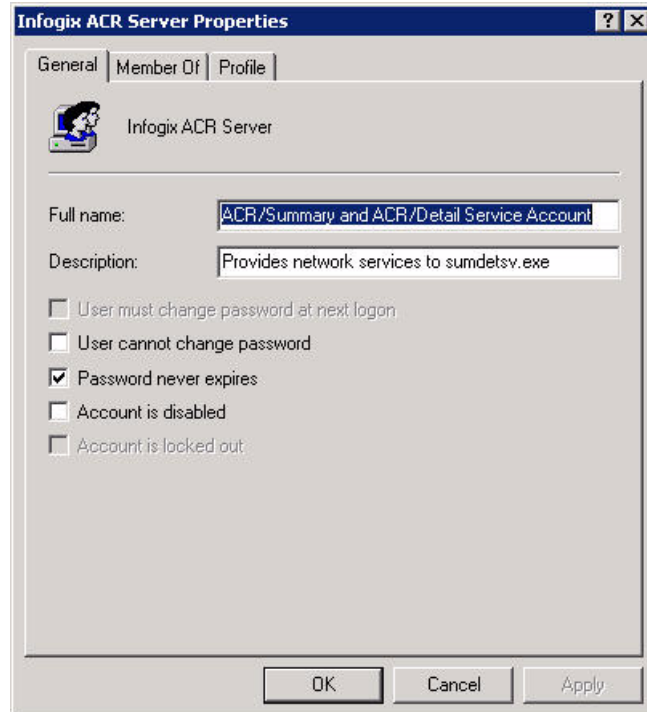 Infogix ACR Server Properties
General Member Of Profile
Infogix ACR Server
Full name: ACR/Summary and ACR/Detail Service Account
Description: Provides network services to sumdetsv.exe
User must change password at next logon
User cannot change password
Password never expires
Account is disabled
Account is locked out
OK Cancel Apply